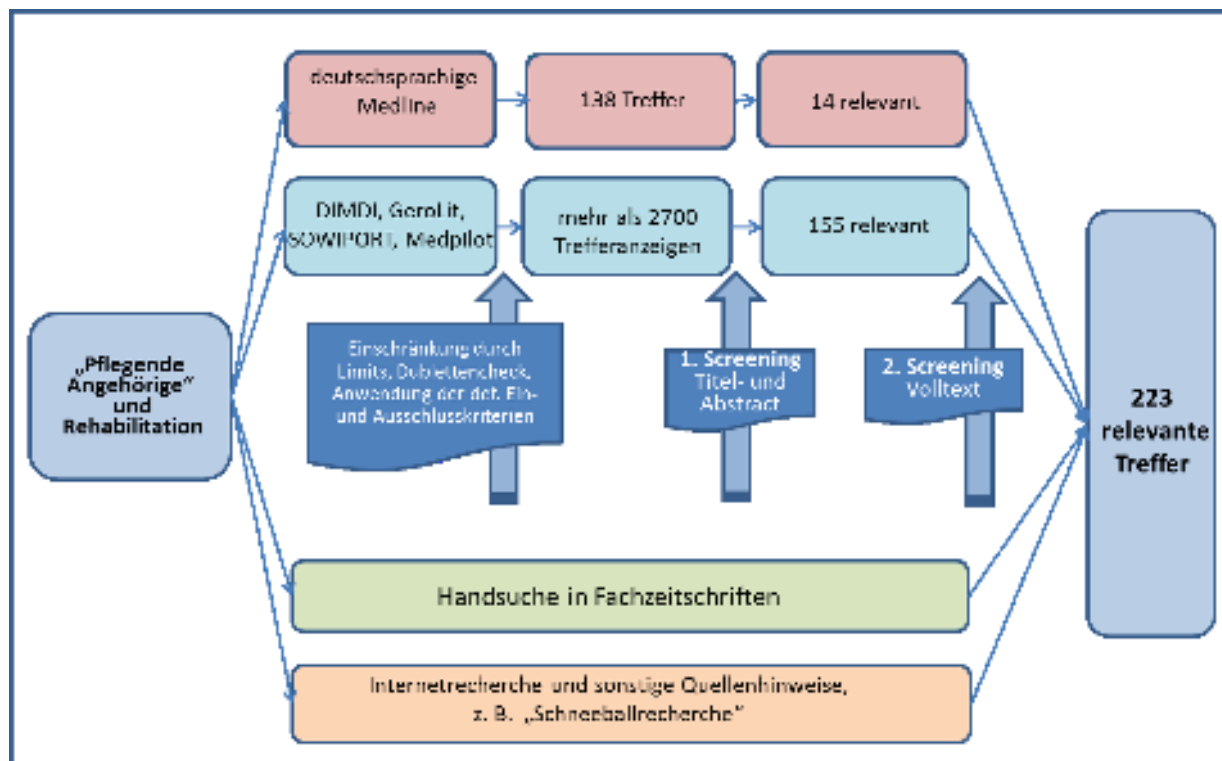 deutschsprachige
Medline
138 Treffer
14 relevant
DIMDI, GeroLit,
SOWIPORT, Medpilot
mehr als 2700
Trefferanzeigen
155 relevant
„Pflegende
Angehörige“
und
Rehabilitation
Einschränkung durch
Limits, Dublettencheck,
Anwendung der def. Ein-
und Ausschlusskriterien
1. Screening
Titel- und
Abstract
2. Screening
Volltext
223
relevante
Treffer
Handsuche in Fachzeitschriften
Internetrecherche und sonstige Quellenhinweise,
z. B. „Schneeballrecherche“